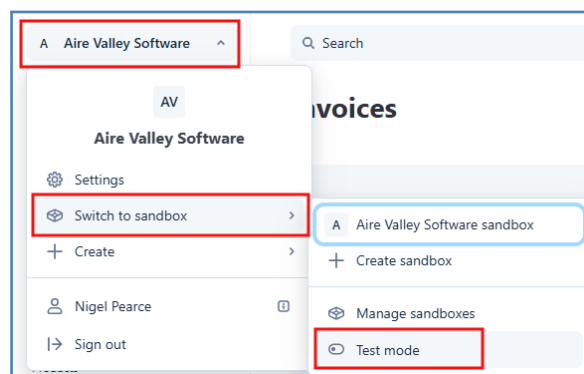 A Aire Valley Software
Search
AV
voices
Aire Valley Software
Settings
Switch to sandbox
A Aire Valley Software sandbox
Create
Create sandbox
Nigel Pearce
Manage sandboxes
Sign out
Test mode